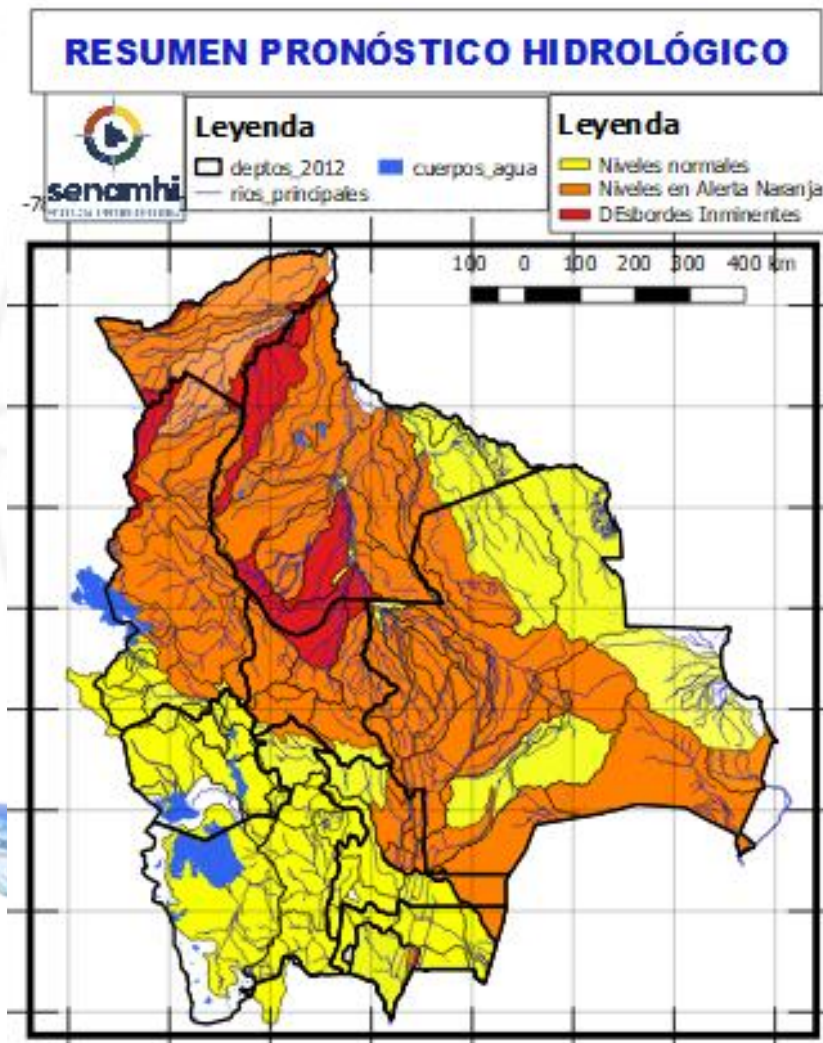 RESUMEN PRONÓSTICO HIDROLÓGICO
senamhi
Leyenda
deptos_2012
cuerpos_agua
rios_principales
Leyenda
Niveles normales
Niveles en Alerta Naranja
DEsbordes Inminentes
100 0 100 200 300 400 km